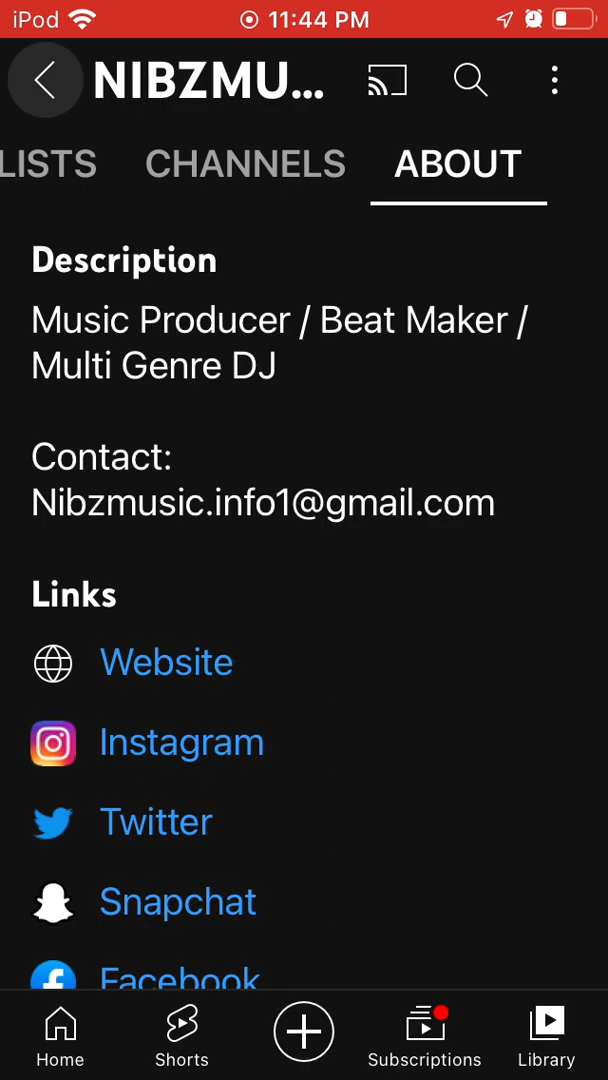 iPod 11:44 PM
NIBZMU...
LISTS CHANNELS ABOUT
Description
Music Producer / Beat Maker /
Multi Genre DJ
Contact:
Nibzmusic.info1@gmail.com
Links
Website
Instagram
Twitter
Snapchat
Facebook
Home Shorts Subscriptions Library